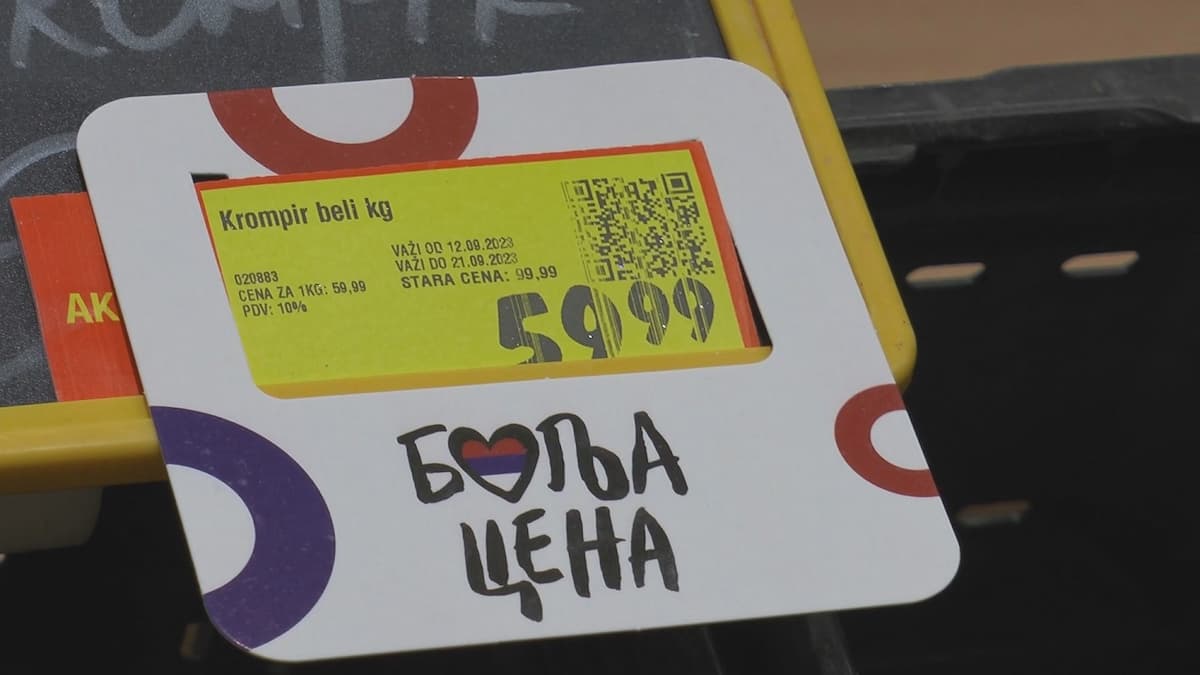 Krompir
Krompir beli kg
VAŽI OD 12.09.2023
VAŽI DO 21.09.2023
020883
CENA ZA 1KG: 59,99
STARA CENA: 99,99
PDV: 10%
59 99
AK
БОЉА
ЦЕНА